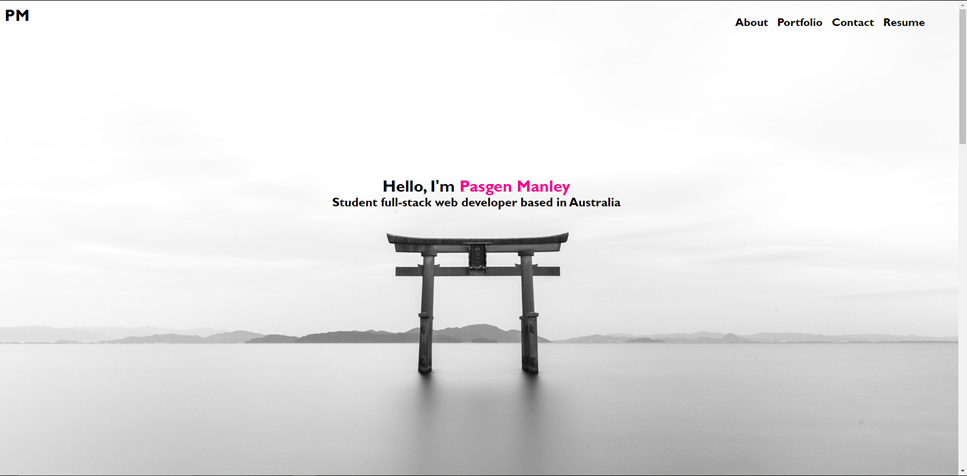 PM
About Portfolio Contact Resume
Hello, I'm Pasgen Manley
Student full-stack web developer based in Australia